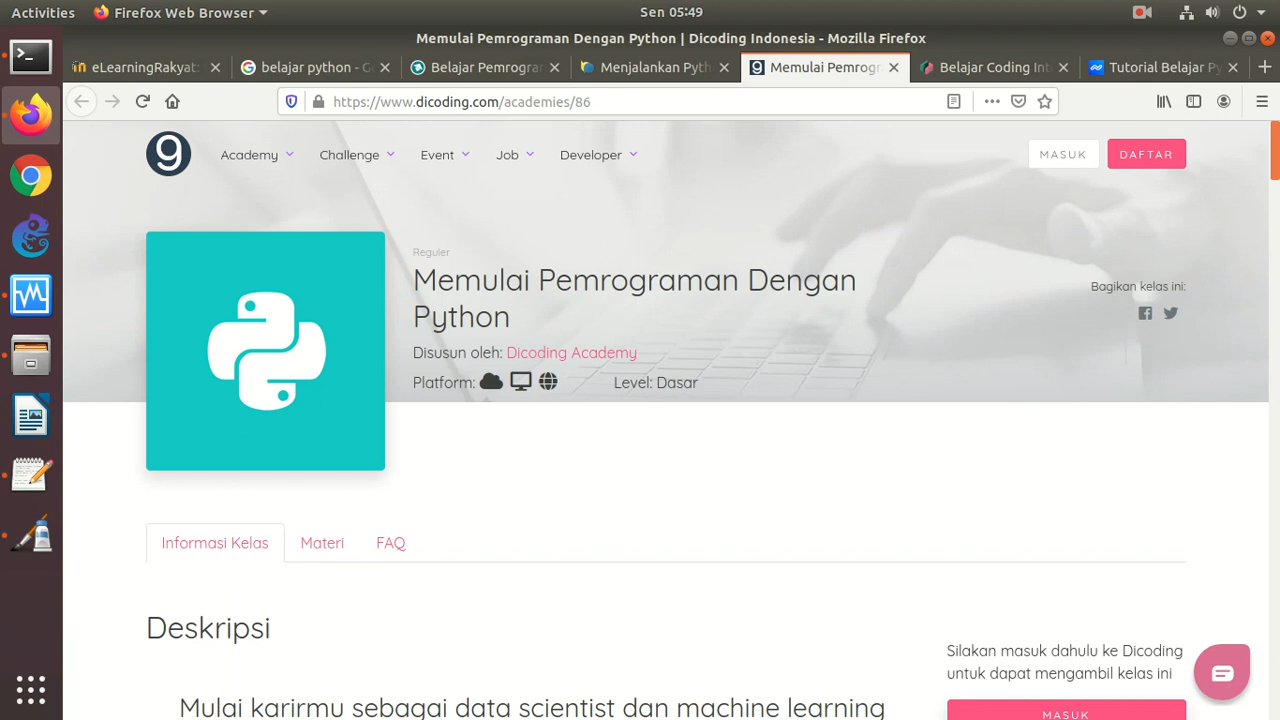 Activities
Firefox Web Browser
Sen 05:49
Memulai Pemrograman Dengan Python | Dicoding Indonesia - Mozilla Firefox
eLearningRakyat:
belajar python - G
Belajar Pemrogra
Menjalankan Pyth
Memulai Pemrog
Belajar Coding Int
Tutorial Belajar Py
https://www.dicoding.com/academies/86
Academy
Challenge
Event
Job
Developer
MASUK
DAFTAR
Reguler
Memulai Pemrograman Dengan
Python
Disusun oleh: Dicoding Academy
Platform:
Level: Dasar
Bagikan kelas ini:
Informasi Kelas
Materi
FAQ
Deskripsi
Silakan masuk dahulu ke Dicoding
untuk dapat mengambil kelas ini
Mulai karirmu sebagai data scientist dan machine learning
MASUK